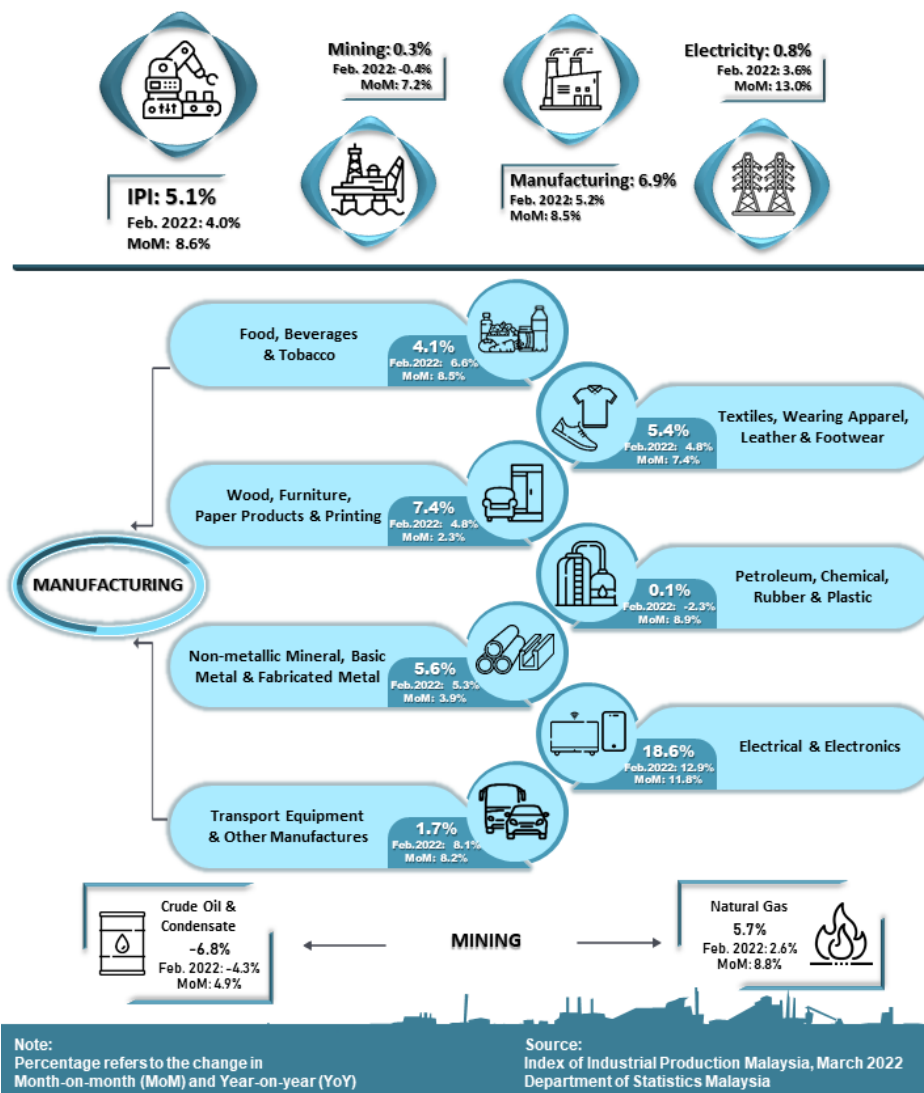 Mining: 0.3%
Feb. 2022: -0.4%
MoM: 7.2%
Electricity: 0.8%
Feb. 2022: 3.6%
MoM: 13.0%
IPI: 5.1%
Feb. 2022: 4.0%
MoM: 8.6%
Manufacturing: 6.9%
Feb. 2022: 5.2%
MoM: 8.5%
Food, Beverages
& Tobacco
4.1%
Feb.2022: 6.6%
MoM: 8.5%
5.4%
Feb.2022: 4.8%
MoM: 7.4%
Textiles, Wearing Apparel,
Leather & Footwear
Wood, Furniture,
Paper Products & Printing
7.4%
Feb.2022: 4.8%
MoM: 2.3%
MANUFACTURING
0.1%
Feb.2022: -2.3%
MoM: 8.9%
Petroleum, Chemical,
Rubber & Plastic
Non-metallic Mineral, Basic
Metal & Fabricated Metal
5.6%
Feb.2022: 5.3%
MoM: 3.9%
18.6%
Feb.2022: 12.9%
MoM: 11.8%
Electrical & Electronics
Transport Equipment
& Other Manufactures
1.7%
Feb.2022: 8.1%
MoM: 8.2%
Crude Oil &
Condensate
-6.8%
Feb. 2022: -4.3%
MoM: 4.9%
MINING
Natural Gas
5.7%
Feb. 2022: 2.6%
MoM: 8.8%
Note:
Percentage refers to the change in
Month-on-month (MoM) and Year-on-year (YoY)
Source:
Index of Industrial Production Malaysia, March 2022
Department of Statistics Malaysia